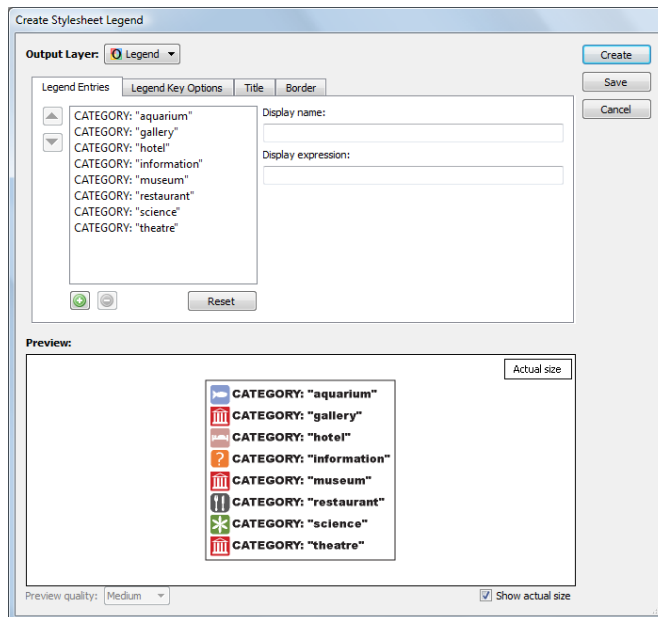 Create Stylesheet Legend
Output Layer: Legend
Create
Save
Cancel
Legend Entries Legend Key Options Title Border
CATEGORY: "aquarium"
CATEGORY: "gallery"
CATEGORY: "hotel"
CATEGORY: "information"
CATEGORY: "museum"
CATEGORY: "restaurant"
CATEGORY: "science"
CATEGORY: "theatre"
Display name:
Display expression:
Reset
Preview:
Actual size
CATEGORY: "aquarium"
CATEGORY: "gallery"
CATEGORY: "hotel"
? CATEGORY: "information"
CATEGORY: "museum"
CATEGORY: "restaurant"
CATEGORY: "science"
CATEGORY: "theatre"
Preview quality: Medium
Show actual size